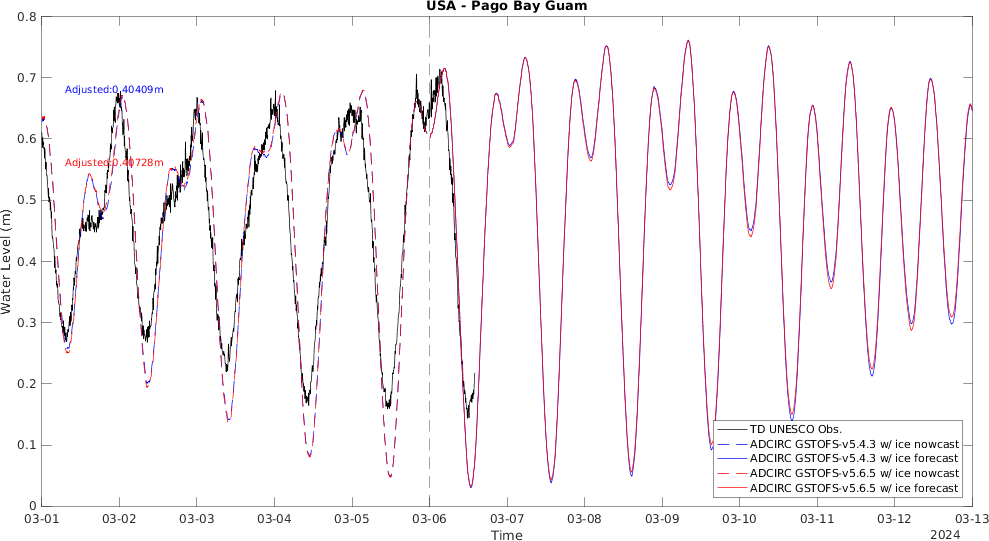 USA - Pago Bay Guam
0.8
0.7
0.6
0.5
0.4
0.3
0.2
0.1
0
Water Level (m)
Adjusted:0.40409m
Adjusted:0.40728m
TD UNESCO Obs.
ADCIRC GSTOFS-v5.4.3 w/ ice nowcast
ADCIRC GSTOFS-v5.4.3 w/ ice forecast
ADCIRC GSTOFS-v5.6.5 w/ ice nowcast
ADCIRC GSTOFS-v5.6.5 w/ ice forecast
03-01 03-02 03-03 03-04 03-05 03-06 03-07 03-08 03-09 03-10 03-11 03-12 03-13
Time
2024